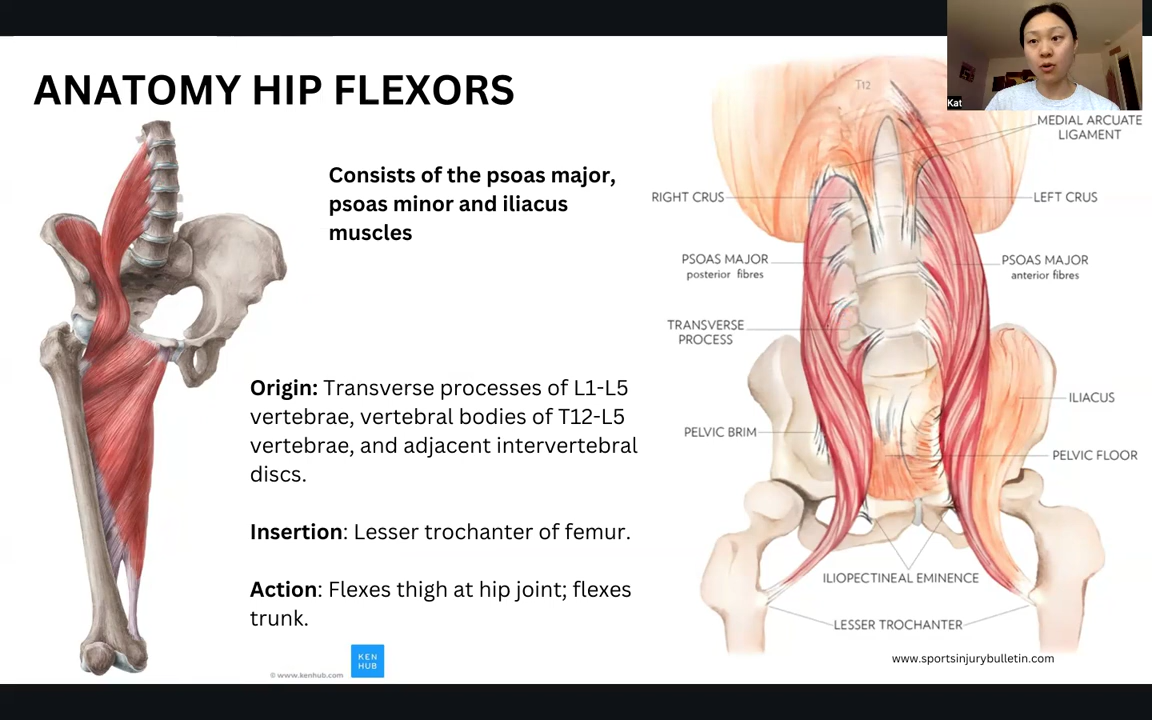 ANATOMY HIP FLEXORS
Kat
Consists of the psoas major,
psoas minor and iliacus
muscles
Origin: Transverse processes of L1-L5
vertebrae, vertebral bodies of T12-L5
vertebrae, and adjacent intervertebral
discs.
Insertion: Lesser trochanter of femur.
Action: Flexes thigh at hip joint; flexes
trunk.
© www.kenhub.com
KEN
HUB
T12
MEDIAL ARCUATE
LIGAMENT
RIGHT CRUS
LEFT CRUS
PSOAS MAJOR
posterior fibres
PSOAS MAJOR
anterior fibres
TRANSVERSE
PROCESS
ILIACUS
PELVIC BRIM
PELVIC FLOOR
ILIOPECTINEAL EMINENCE
LESSER TROCHANTER
www.sportsinjurybulletin.com